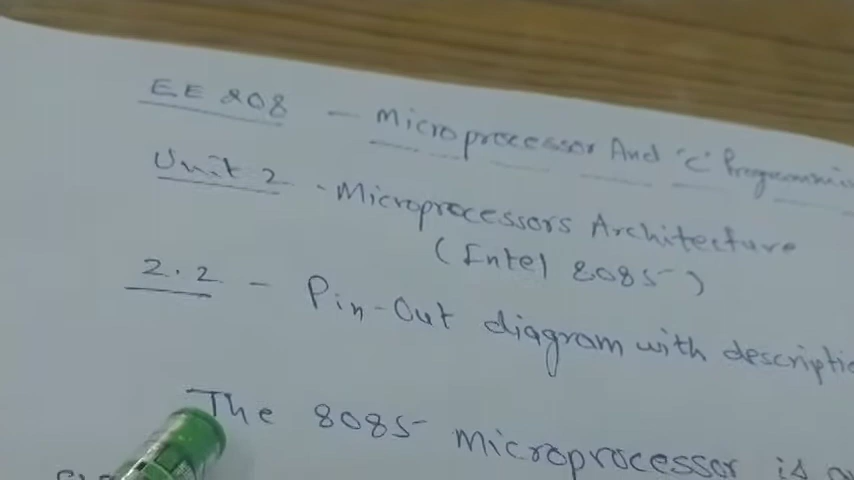 EE 208 - Microprocessor And 'C'
Unit 2 - Microprocessors Architecture
(Intel 8085)
2.2 - Pin-Out diagram with
The 8085 microprocessor is